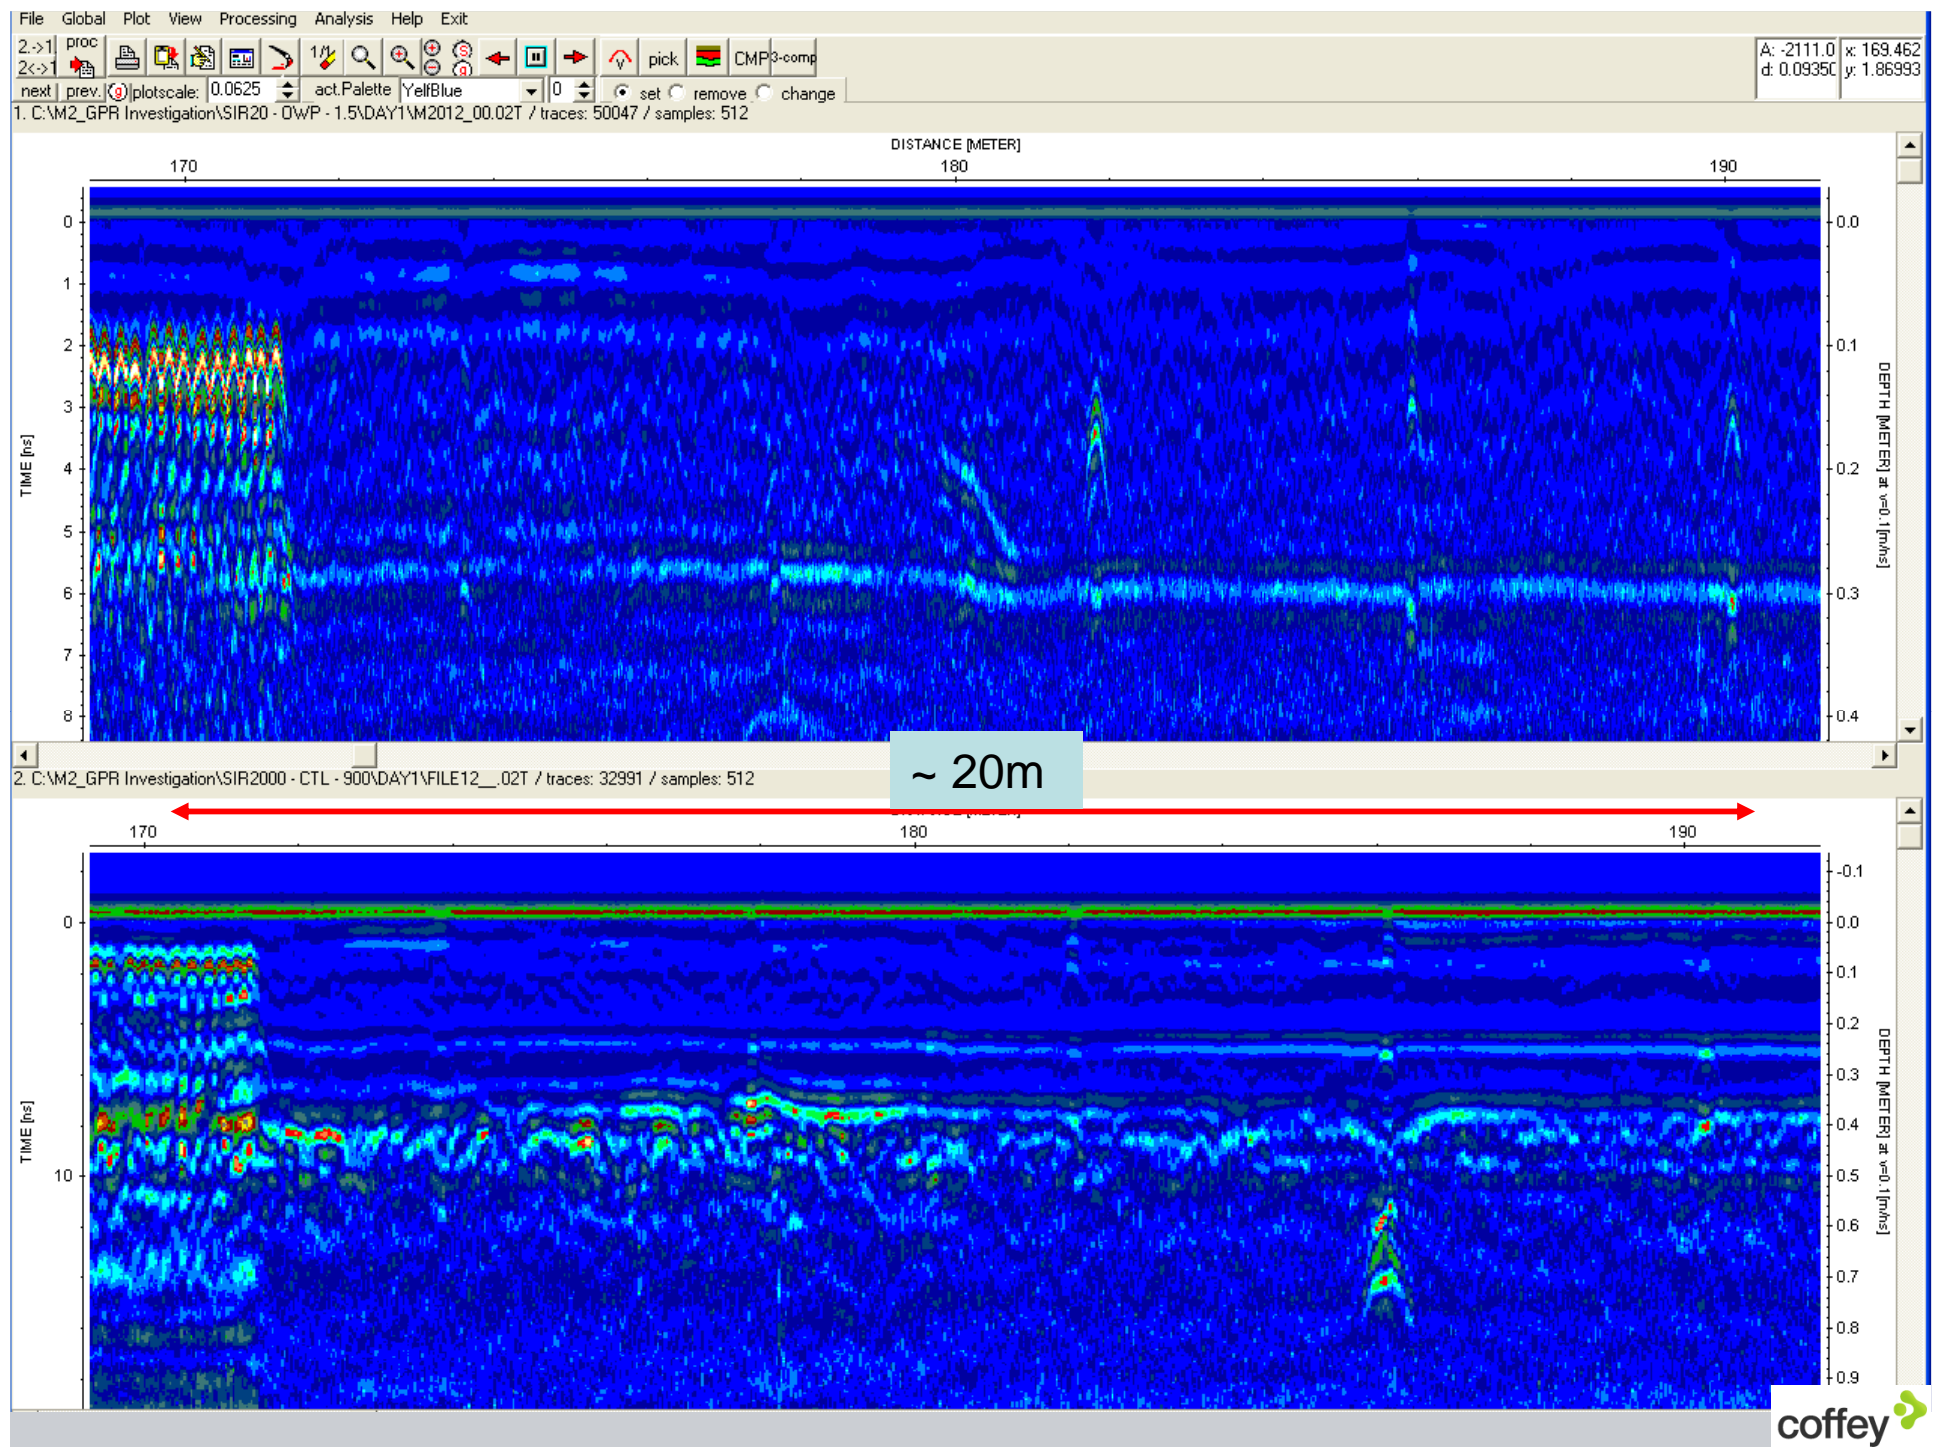 File Global Plot View Processing Analysis Help Exit
2.->1 proc
2<->1
1/2 pick CMP 3-comp
A: -2111.0 x: 169.462
d: 0.0935 y: 1.86993
next prev. g plotscale: 0.0625 act.Palette YelfBlue 0 set remove change
1. C:\M2_GPR Investigation\SIR20 - OWP - 1.5\DAY1\M2012_00.02T / traces: 50047 / samples: 512
DISTANCE [METER]
170 180 190
TIME [ns]
0
1
2
3
4
5
6
7
8
0.0
0.1
0.2
0.3
0.4
DEPTH [METER] at v=0.1[m/ns]
~ 20m
2. C:\M2_GPR Investigation\SIR2000 - CTL - 900\DAY1\FILE12__.02T / traces: 32991 / samples: 512
170 180 190
TIME [ns]
0
10
-0.1
0.0
0.1
0.2
0.3
0.4
0.5
0.6
0.7
0.8
0.9
DEPTH [METER] at v=0.1[m/ns]
coffey